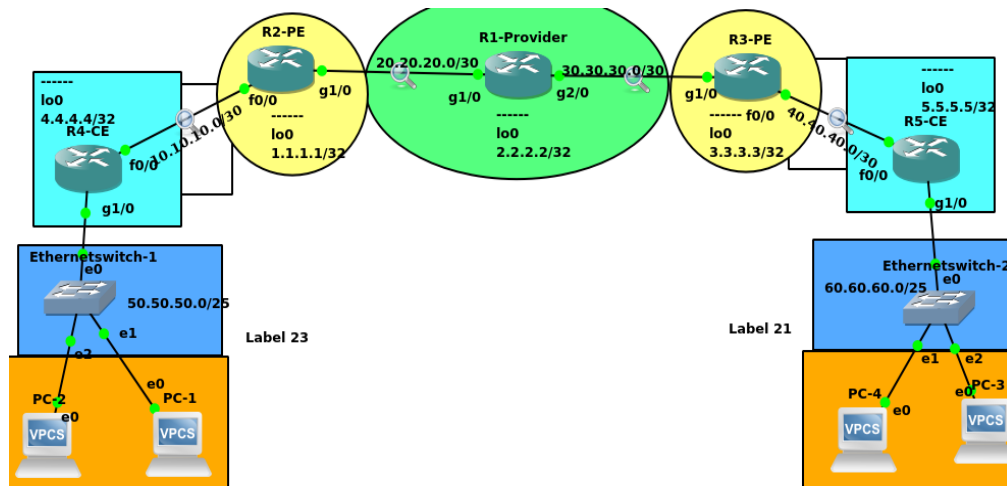 R2-PE
R1-Provider
R3-PE
20.20.20.0/30
30.30.30.0/30
f0/0
g1/0
g1/0
g2/0
g1/0
f0/0
------
lo0
4.4.4.4/32
R4-CE
f0/0
10.10.10.0/30
------
lo0
1.1.1.1/32
------
lo0
2.2.2.2/32
------
lo0
3.3.3.3/32
40.40.40.0/30
------
lo0
5.5.5.5/32
R5-CE
f0/0
g1/0
g1/0
Ethernetswitch-1
e0
50.50.50.0/25
e1
e2
Label 23
Label 21
Ethernetswitch-2
e0
60.60.60.0/25
e1
e2
PC-2
e0
VPCS
e0
PC-1
VPCS
PC-4
e0
VPCS
e0
PC-3
VPCS